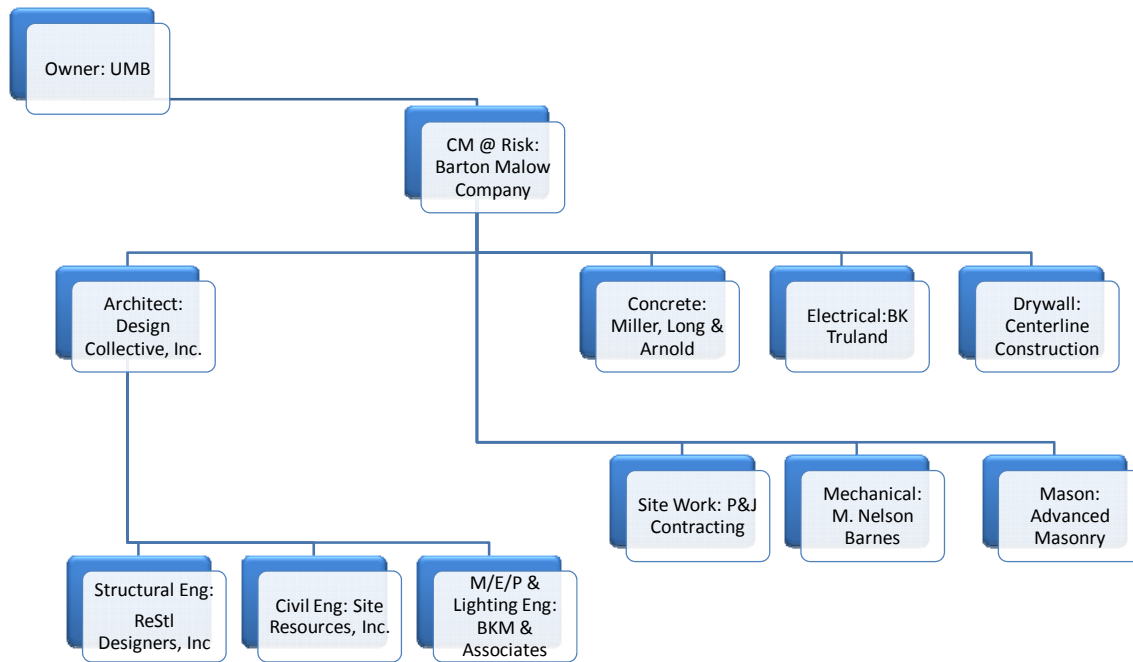 Owner: UMB
CM @ Risk:
Barton Malow
Company
Architect:
Design
Collective, Inc.
Concrete:
Miller, Long &
Arnold
Electrical:BK
Truland
Drywall:
Centerline
Construction
Site Work: P&J
Contracting
Mechanical:
M. Nelson
Barnes
Mason:
Advanced
Masonry
Structural Eng:
ReStl
Designers, Inc
Civil Eng: Site
Resources, Inc.
M/E/P &
Lighting Eng:
BKM &
Associates